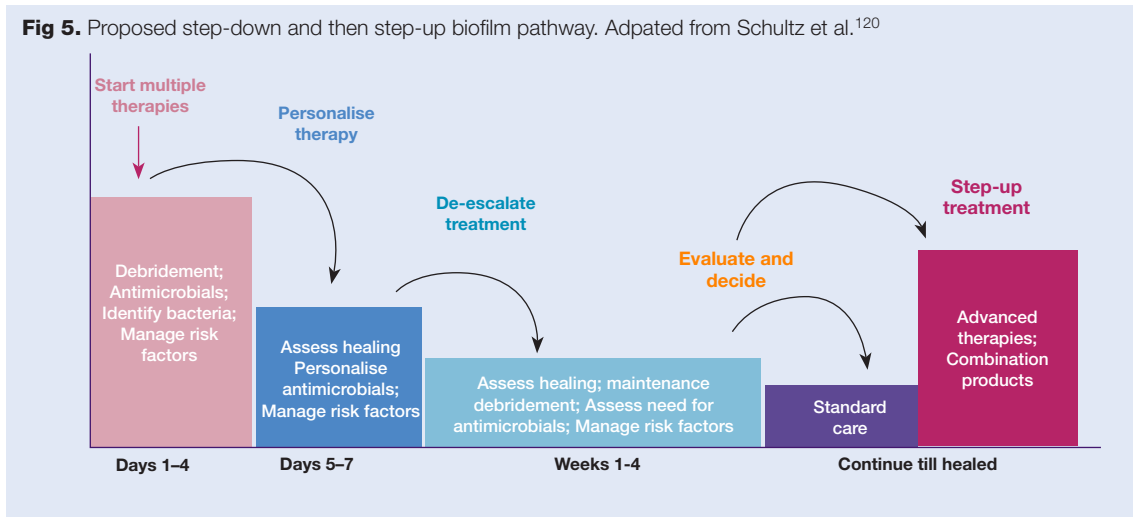 Fig 5. Proposed step-down and then step-up biofilm pathway. Adpated from Schultz et al.120
Start multiple
therapies
Personalise
therapy
De-escalate
treatment
Evaluate and
decide
Step-up
treatment
Debridement;
Antimicrobials;
Identify bacteria;
Manage risk
factors
Assess healing
Personalise
antimicrobials;
Manage risk factors
Assess healing; maintenance
debridement; Assess need for
antimicrobials; Manage risk factors
Standard
care
Advanced
therapies;
Combination
products
Days 1–4
Days 5–7
Weeks 1-4
Continue till healed